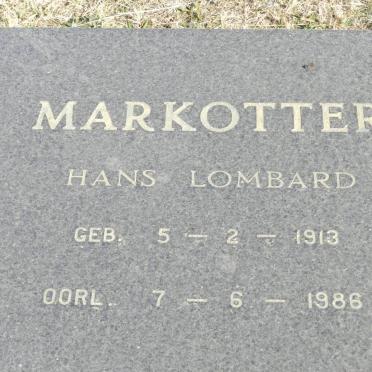 MARKOTTER
HANS LOMBARD
GEB. 5 – 2 – 1913
OORL. 7 – 6 – 1986